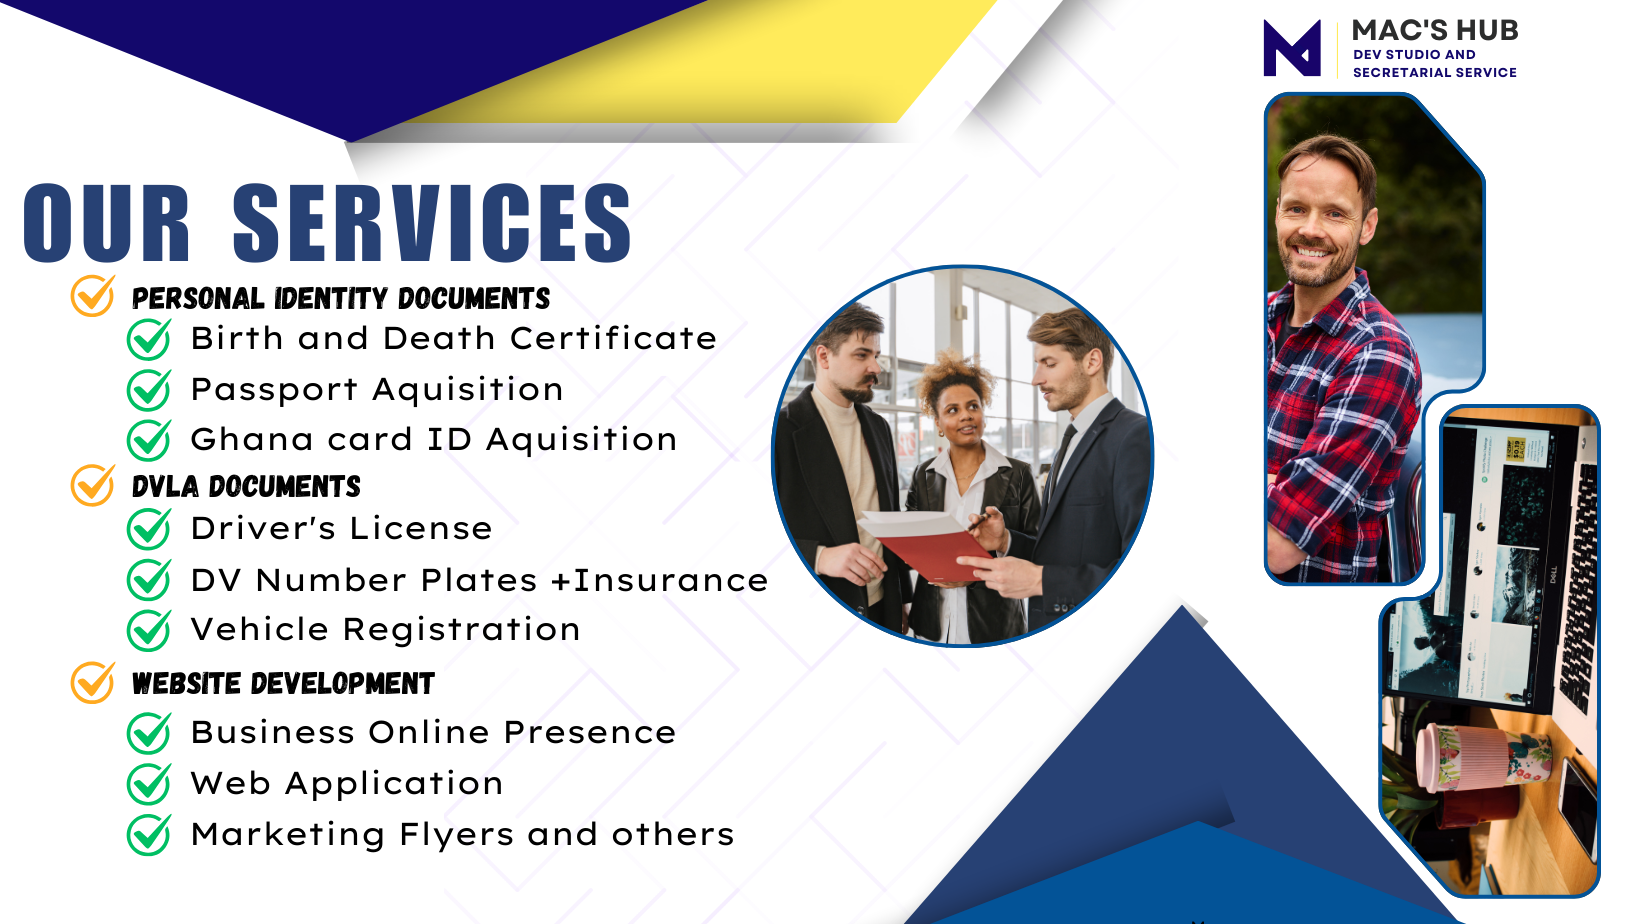 MAC'S HUB
DEV STUDIO AND
SECRETARIAL SERVICE
OUR SERVICES
PERSONAL IDENTITY DOCUMENTS
Birth and Death Certificate
Passport Aquisition
Ghana card ID Aquisition
DVLA DOCUMENTS
Driver's License
DV Number Plates +Insurance
Vehicle Registration
WEBSITE DEVELOPMENT
Business Online Presence
Web Application
Marketing Flyers and others
DELL